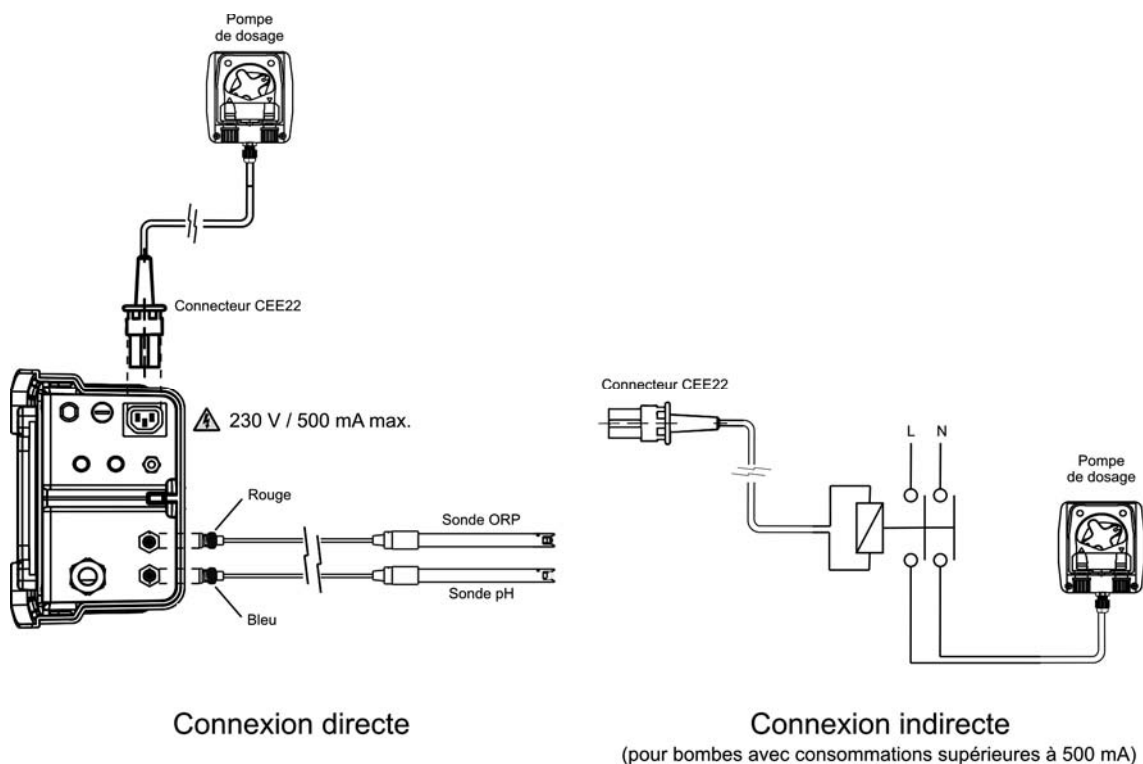 Pompe
de dosage
Connecteur CEE22
230 V / 500 mA max.
Rouge
Sonde ORP
Sonde pH
Bleu
Connexion directe
Connecteur CEE22
L N
Pompe
de dosage
Connexion indirecte
(pour bombes avec consommations supérieures à 500 mA)